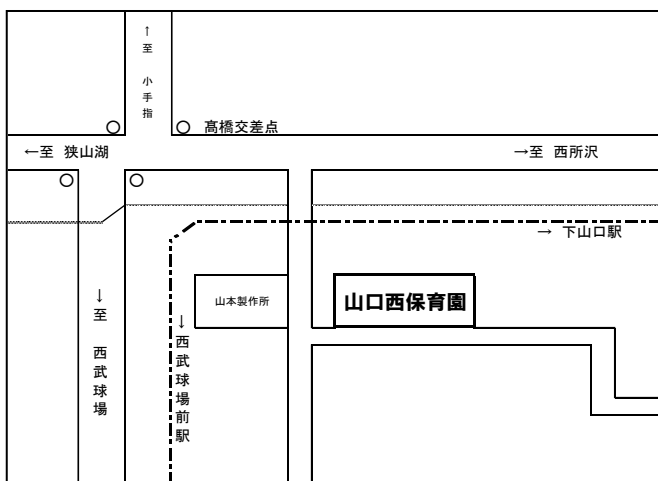 ↑至 小手指
髙橋交差点
←至 狭山湖
→至 西所沢
→ 下山口駅
山本製作所
山口西保育園
↓至 西武球場
↓西武球場前駅